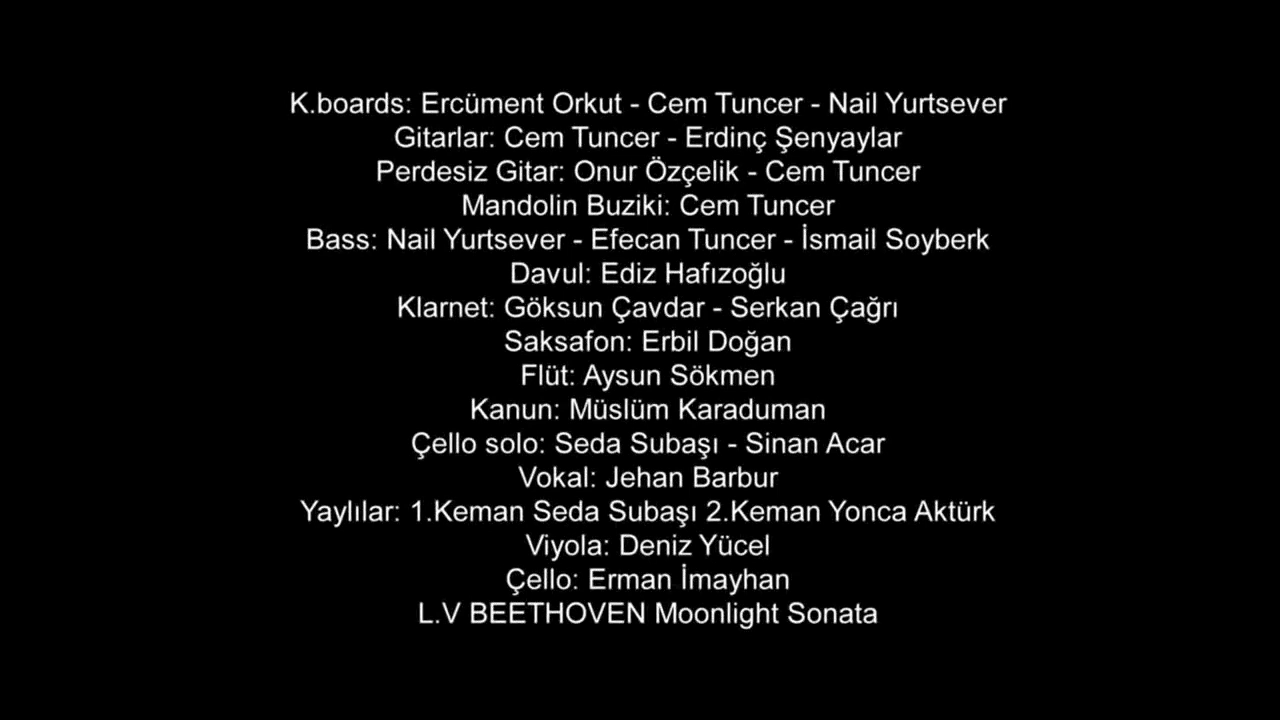 K.boards: Ercüment Orkut - Cem Tuncer - Nail Yurtsever
Gitarlar: Cem Tuncer - Erdinç Şenyaylar
Perdesiz Gitar: Onur Özçelik - Cem Tuncer
Mandolin Buziki: Cem Tuncer
Bass: Nail Yurtsever - Efecan Tuncer - İsmail Soyberk
Davul: Ediz Hafızoğlu
Klarnet: Göksun Çavdar - Serkan Çağrı
Saksafon: Erbil Doğan
Flüt: Aysun Sökmen
Kanun: Müslüm Karaduman
Çello solo: Seda Subaşı - Sinan Acar
Vokal: Jehan Barbur
Yaylılar: 1.Keman Seda Subaşı 2.Keman Yonca Aktürk
Viyola: Deniz Yücel
Çello: Erman İmayhan
L.V BEETHOVEN Moonlight Sonata